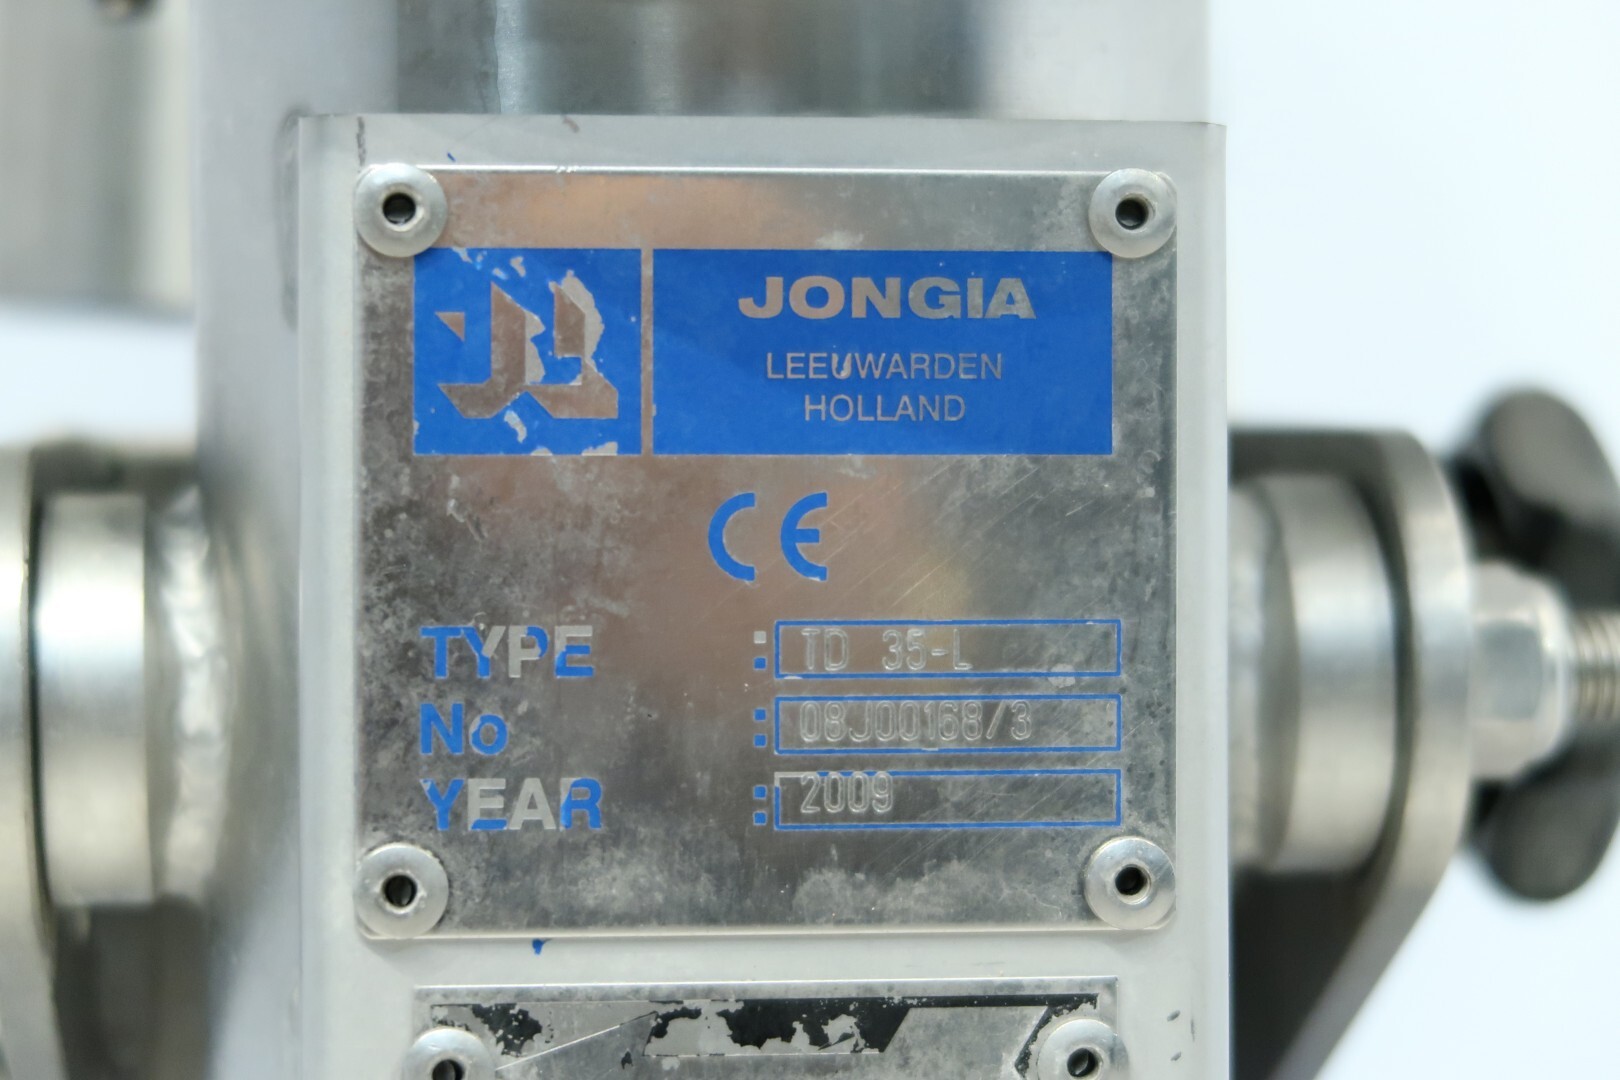 JONGIA
LEEUWARDEN
HOLLAND
CE
TYPE : TD 35-L
No : 08J00168/3
YEAR : 2009